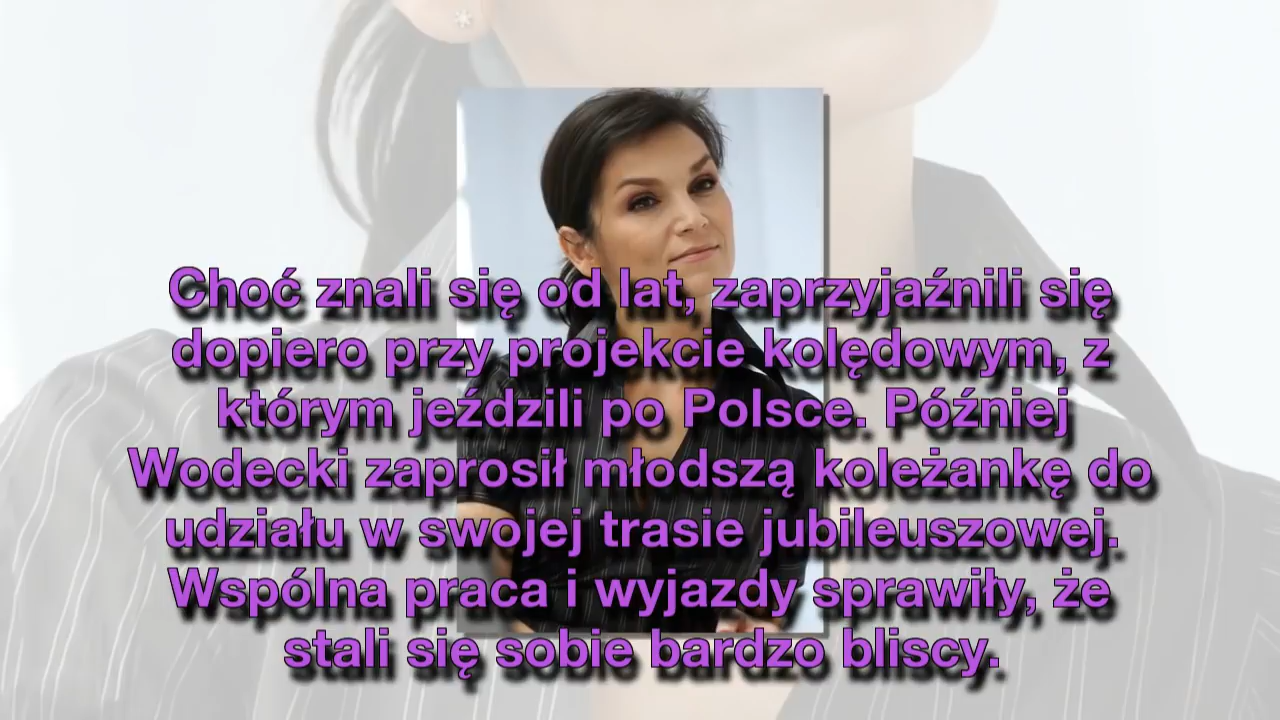 Choć znali się od lat, zaprzyjaźnili się
dopiero przy projekcie kolędowym, z
którym jeździli po Polsce. Później
Wodecki zaprosił młodszą koleżankę do
udziału w swojej trasie jubileuszowej.
Wspólna praca i wyjazdy sprawiły, że
stali się sobie bardzo bliscy.